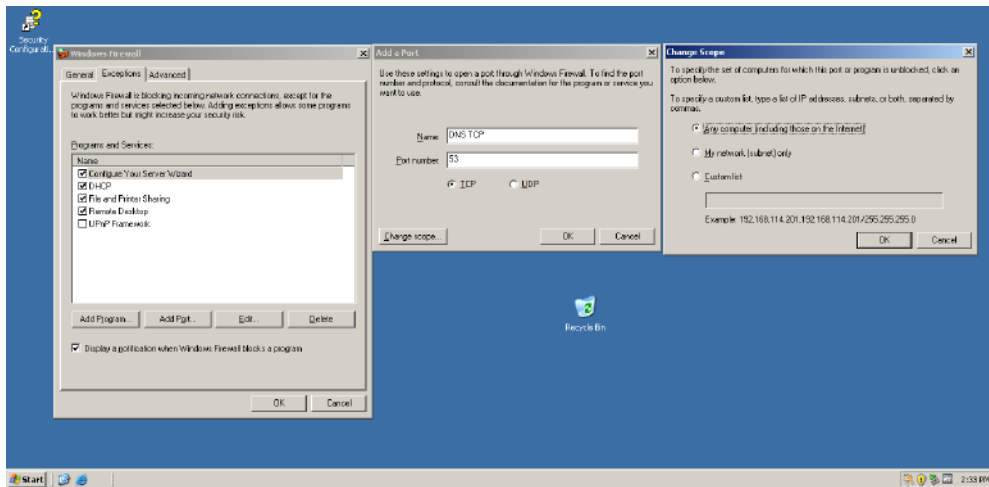 Security
Configurati...
Windows Firewall
General Exceptions Advanced
Windows Firewall is blocking incoming network connections, except for the
programs and services selected below. Adding exceptions allows some programs
to work better but might increase your security risk.
Programs and Services:
Name
Configure Your Server Wizard
DHCP
File and Printer Sharing
Remote Desktop
UPnP Framework
Add Program... Add Port... Edit... Delete
Display a notification when Windows Firewall blocks a program
OK Cancel
Add a Port
Use these settings to open a port through Windows Firewall. To find the port
number and protocol, consult the documentation for the program or service you
want to use.
Name: DNS TCP
Port number: 53
TCP UDP
Change scope... OK Cancel
Change Scope
To specify the set of computers for which this port or program is unblocked, click an
option below.
To specify a custom list, type a list of IP addresses, subnets, or both, separated by
commas.
Any computer (including those on the Internet)
My network (subnet) only
Custom list:
Example: 192.168.114.201,192.168.114.201/255.255.255.0
OK Cancel
Recycle Bin
Start
2:33 PM